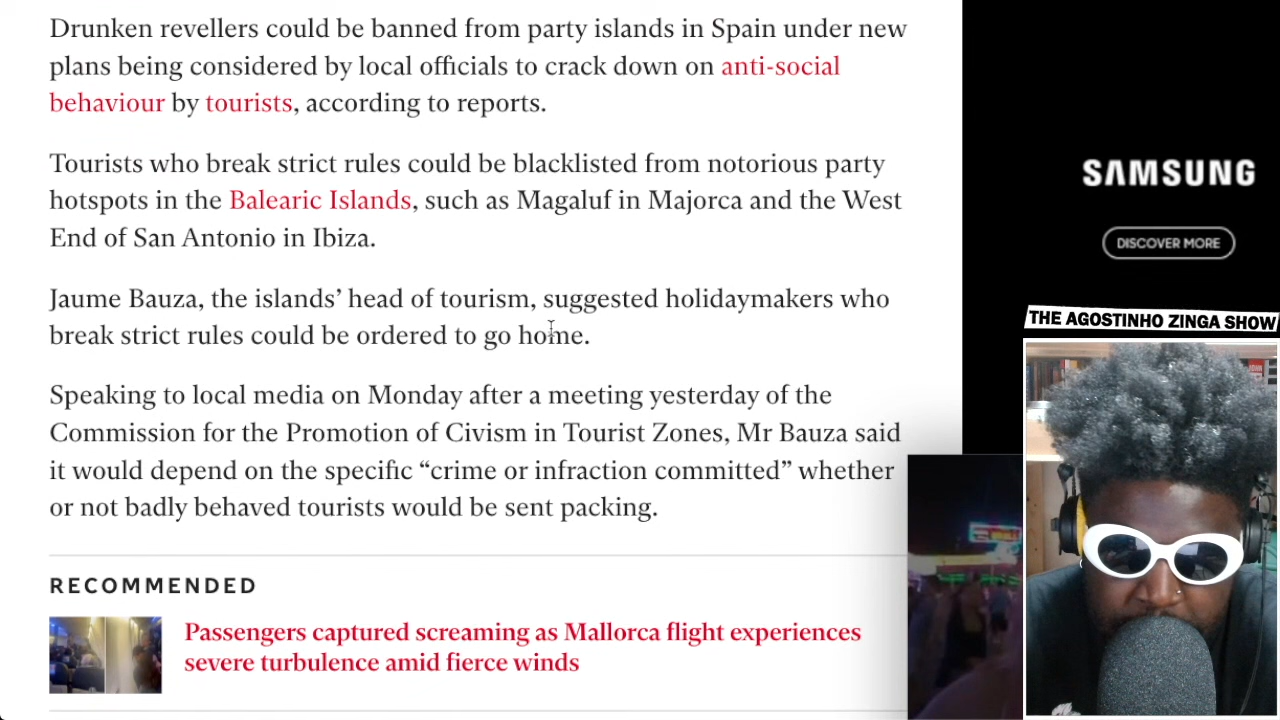 Drunken revellers could be banned from party islands in Spain under new
plans being considered by local officials to crack down on anti-social
behaviour by tourists, according to reports.
Tourists who break strict rules could be blacklisted from notorious party
hotspots in the Balearic Islands, such as Magaluf in Majorca and the West
End of San Antonio in Ibiza.
Jaume Bauza, the islands’ head of tourism, suggested holidaymakers who
break strict rules could be ordered to go home.
Speaking to local media on Monday after a meeting yesterday of the
Commission for the Promotion of Civism in Tourist Zones, Mr Bauza said
it would depend on the specific “crime or infraction committed” whether
or not badly behaved tourists would be sent packing.
RECOMMENDED
Passengers captured screaming as Mallorca flight experiences
severe turbulence amid fierce winds
SAMSUNG
DISCOVER MORE
THE AGOSTINHO ZINGA SHOW